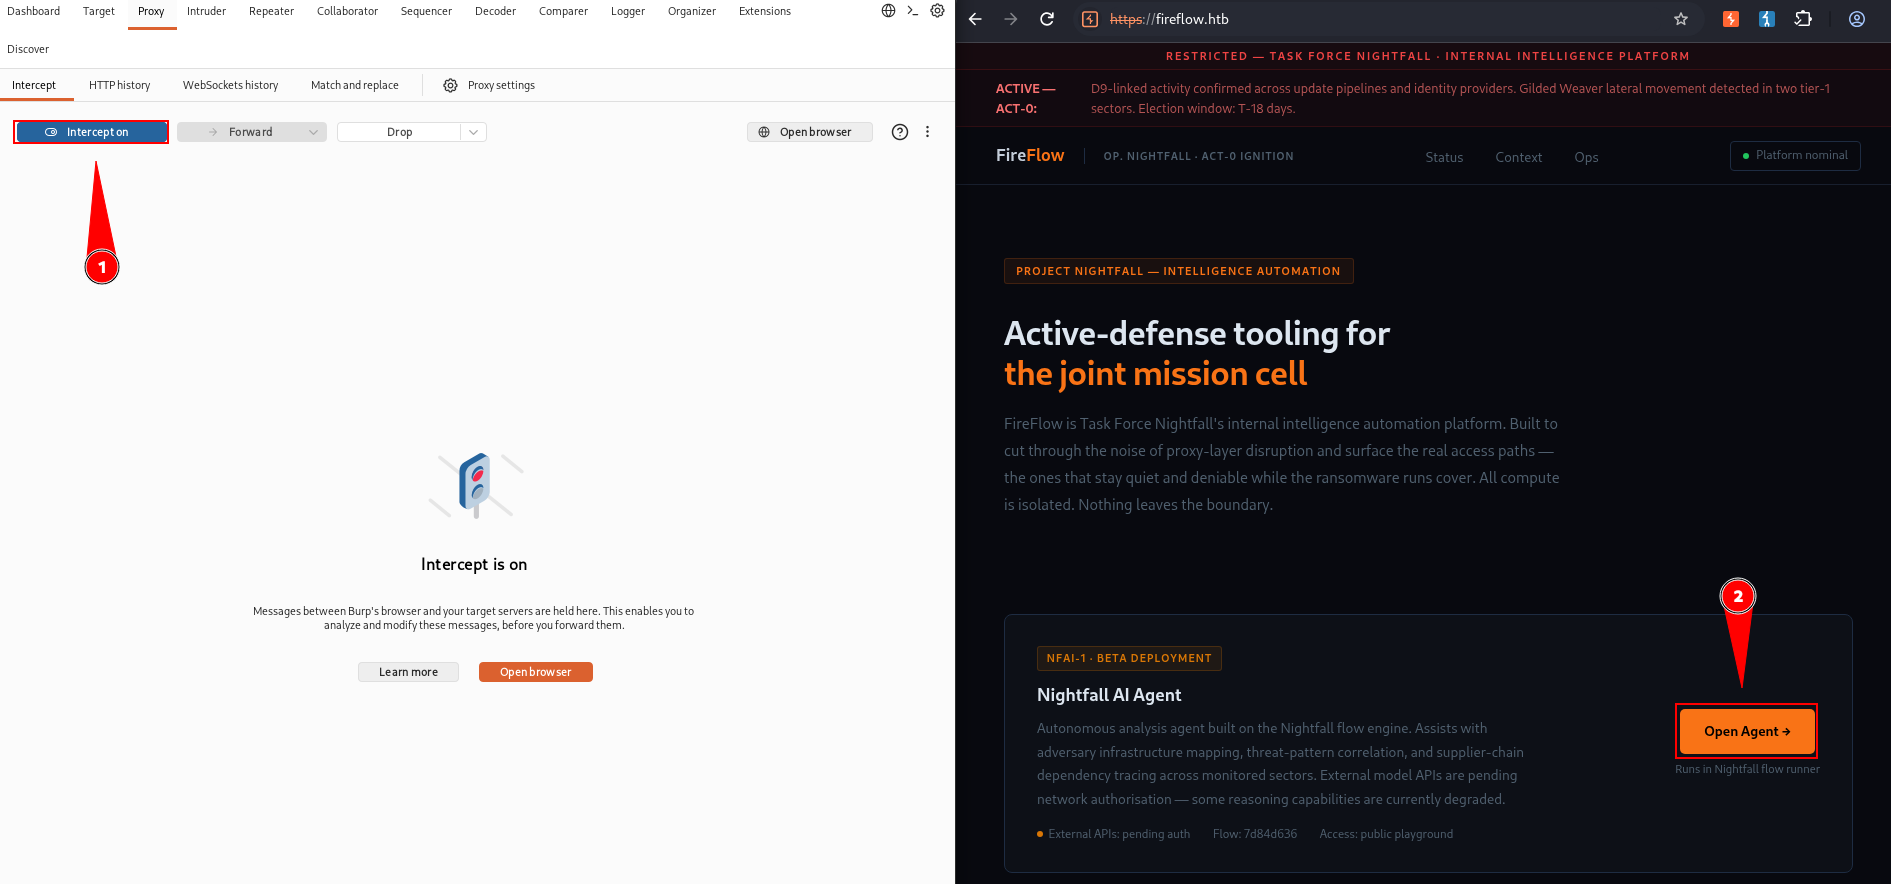 Dashboard Target Proxy Intruder Repeater Collaborator Sequencer Decoder Comparer Logger Organizer Extensions
Discover
Intercept HTTP history WebSockets history Match and replace Proxy settings
Intercept on Forward Drop Open browser
1
Intercept is on
Messages between Burp's browser and your target servers are held here. This enables you to
analyze and modify these messages, before you forward them.
Learn more Open browser
https://fireflow.htb
RESTRICTED — TASK FORCE NIGHTFALL · INTERNAL INTELLIGENCE PLATFORM
ACTIVE —
ACT-0:
D9-linked activity confirmed across update pipelines and identity providers. Gilded Weaver lateral movement detected in two tier-1
sectors. Election window: T-18 days.
FireFlow OP. NIGHTFALL · ACT-0 IGNITION Status Context Ops Platform nominal
PROJECT NIGHTFALL — INTELLIGENCE AUTOMATION
Active-defense tooling for
the joint mission cell
FireFlow is Task Force Nightfall's internal intelligence automation platform. Built to
cut through the noise of proxy-layer disruption and surface the real access paths —
the ones that stay quiet and deniable while the ransomware runs cover. All compute
is isolated. Nothing leaves the boundary.
2
NFAI-1 · BETA DEPLOYMENT
Nightfall AI Agent
Autonomous analysis agent built on the Nightfall flow engine. Assists with
adversary infrastructure mapping, threat-pattern correlation, and supplier-chain
dependency tracing across monitored sectors. External model APIs are pending
network authorisation — some reasoning capabilities are currently degraded.
External APIs: pending auth Flow: 7d84d636 Access: public playground
Open Agent →
Runs in Nightfall flow runner